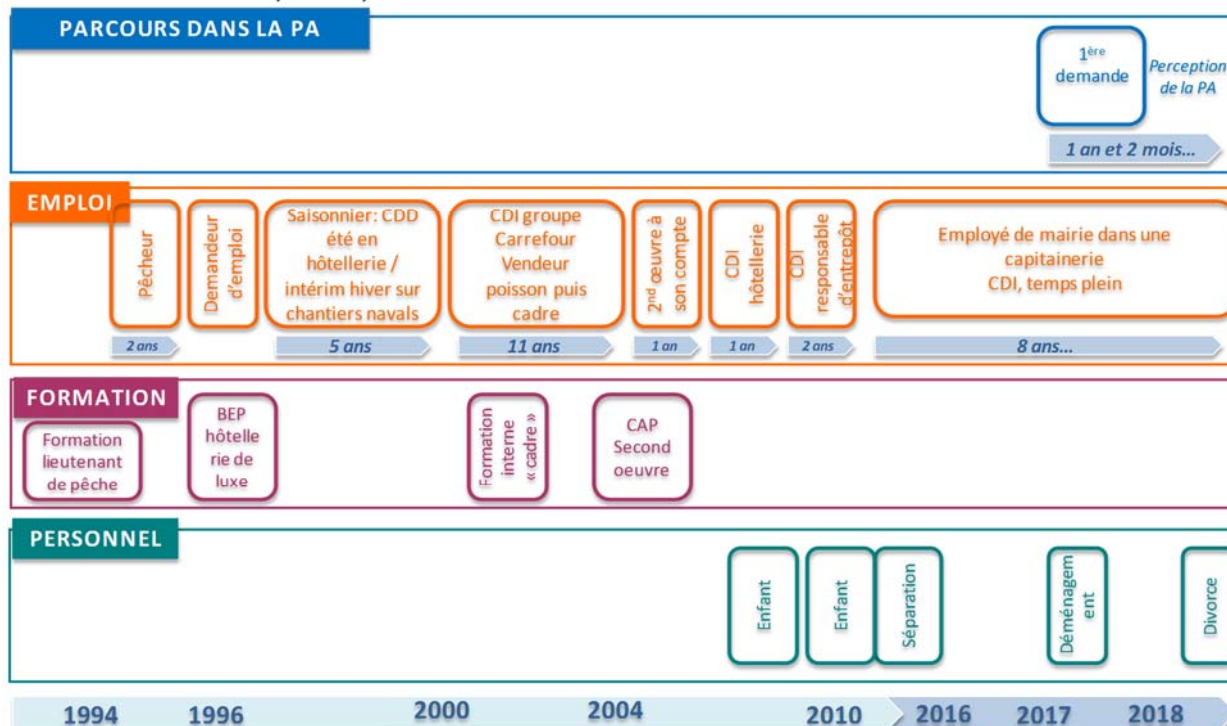 PARCOURS DANS LA PA
1ère
demande
Perception
de la PA
1 an et 2 mois...
EMPLOI
Pêcheur
Demandeur
d'emploi
Saisonnier: CDD
été en
hôtellerie /
intérim hiver sur
chantiers navals
CDI groupe
Carrefour
Vendeur
poisson puis
cadre
2nd œuvre à
son compte
CDI
hôtellerie
CDI
responsable
d'entrepôt
Employé de mairie dans une
capitainerie
CDI, temps plein
2 ans
5 ans
11 ans
1 an
1 an
2 ans
8 ans...
FORMATION
Formation
lieutenant
de pêche
BEP
hôtelle
rie de
luxe
Formation
interne
« cadre »
CAP
Second
oeuvre
PERSONNEL
Enfant
Enfant
Séparation
Déménagem
ent
Divorce
1994
1996
2000
2004
2010
2016
2017
2018